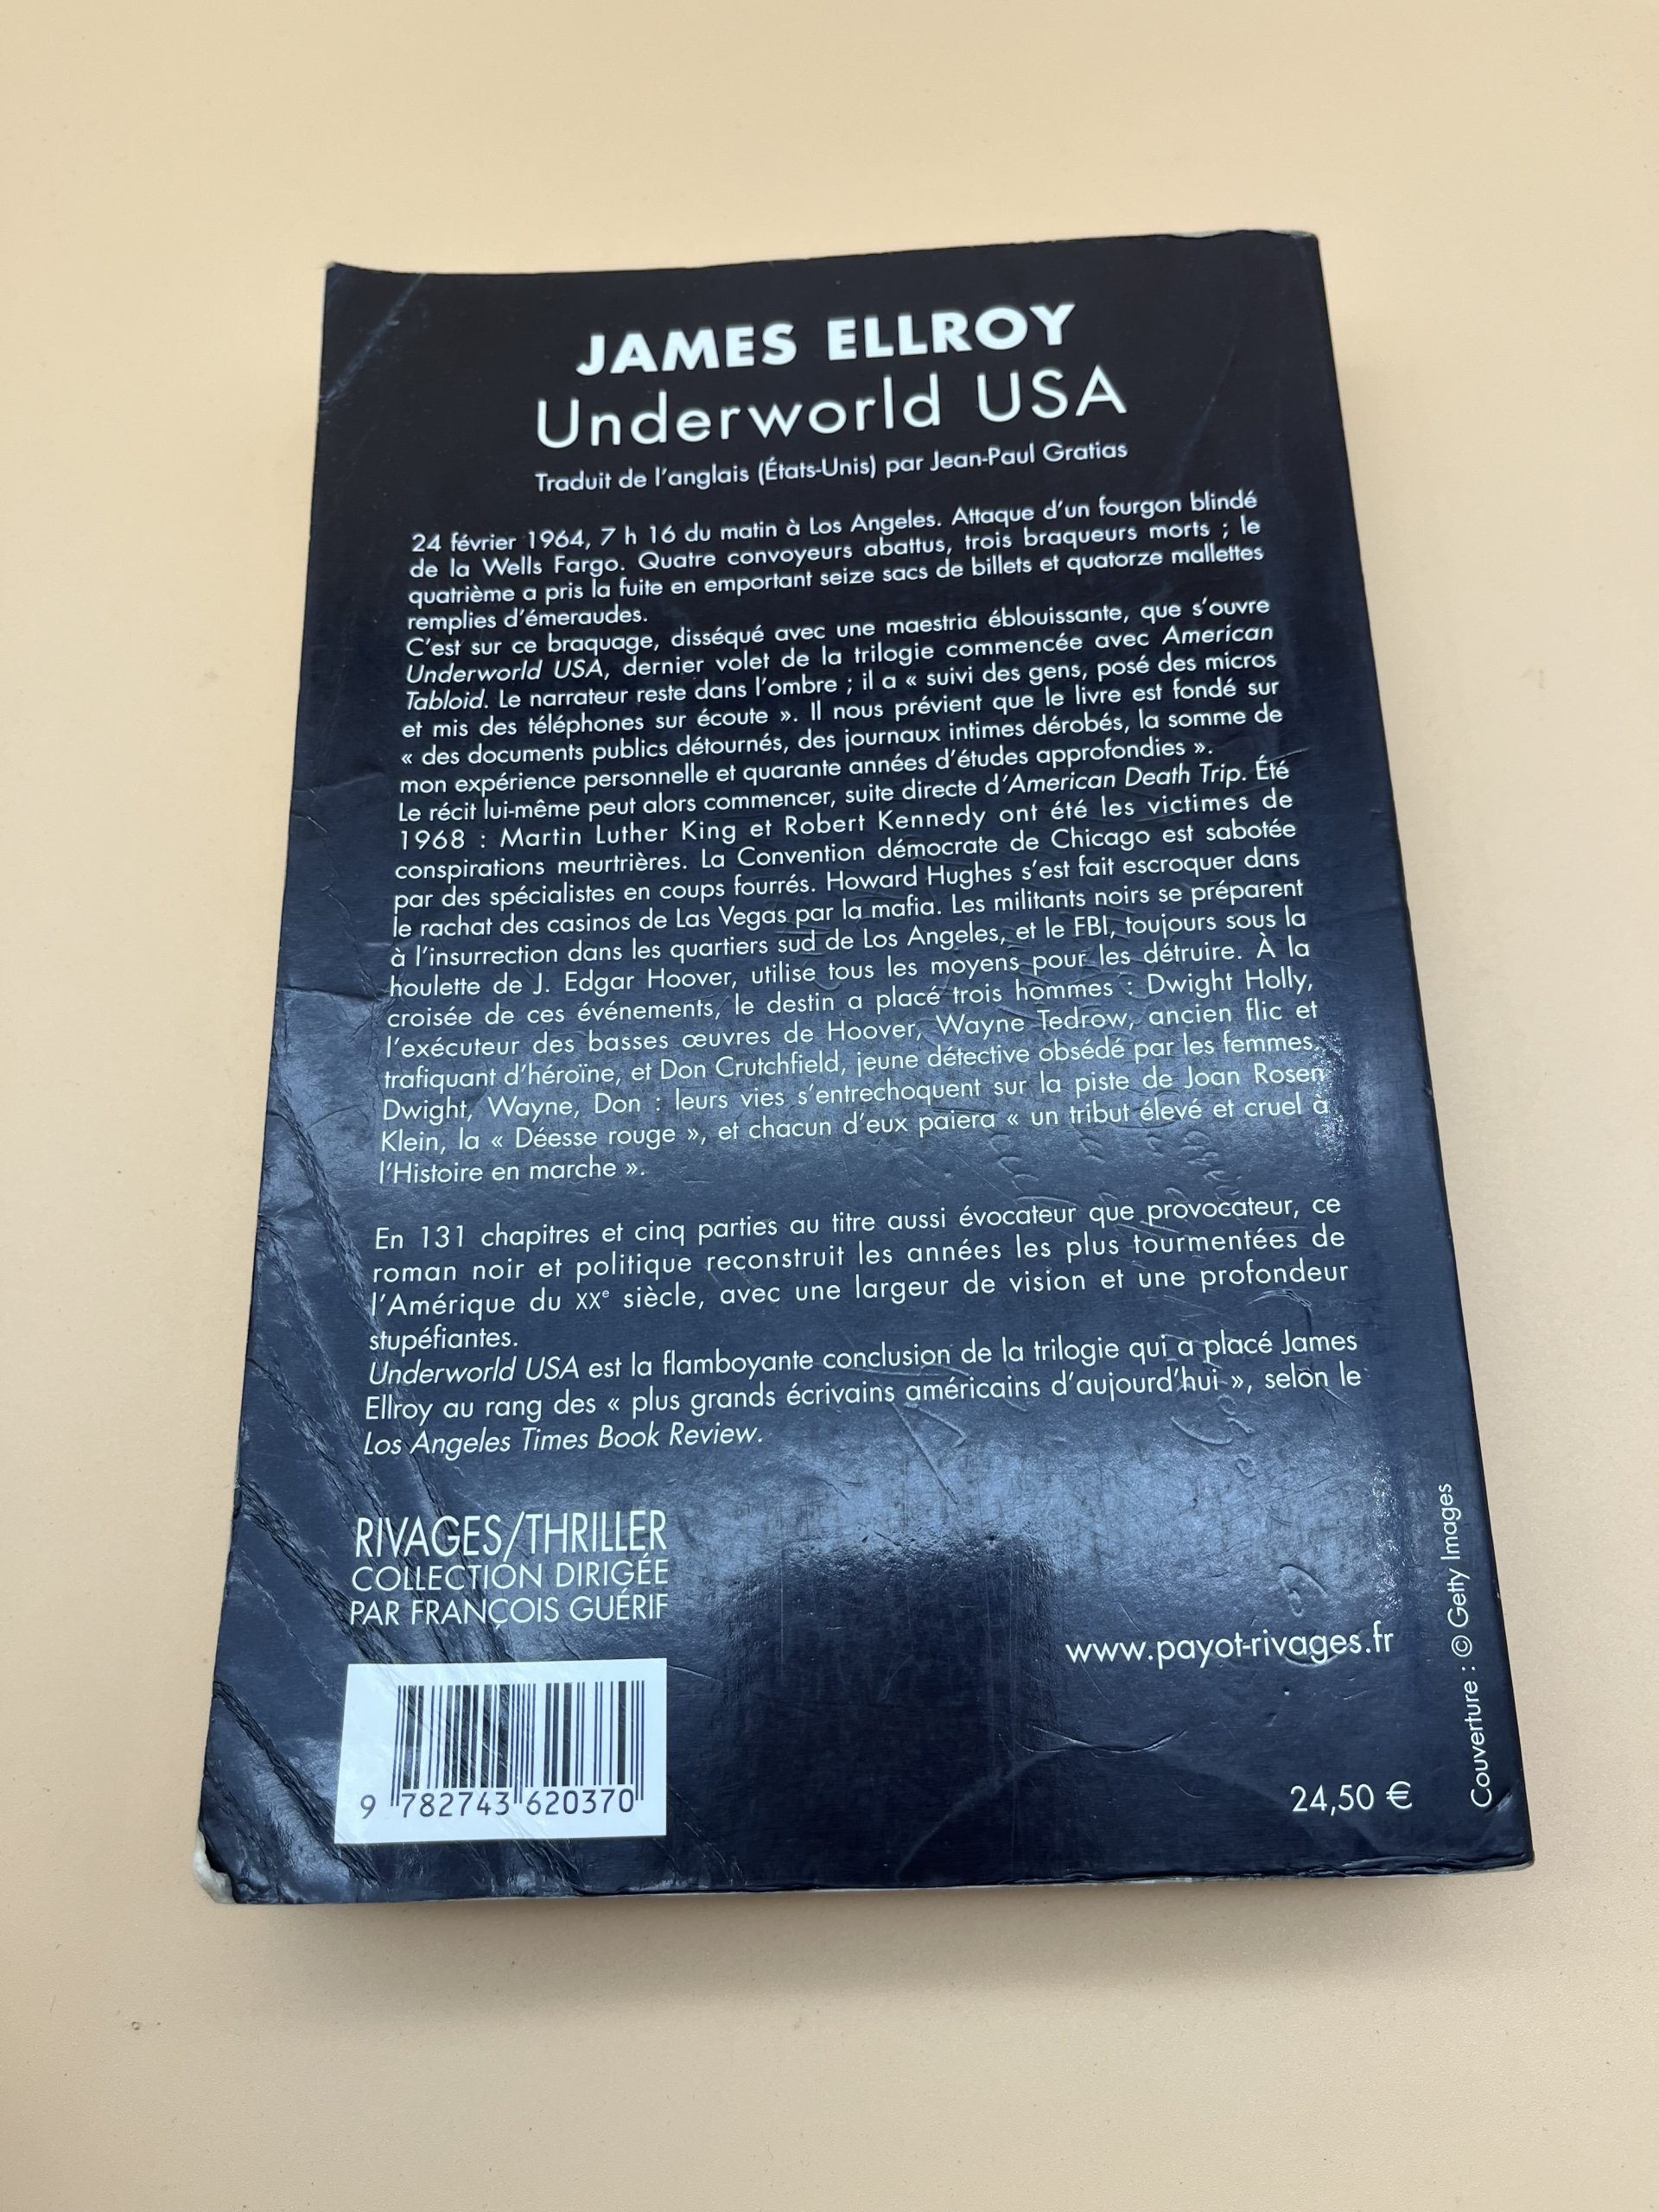 JAMES ELLROY
Underworld USA
Traduit de l'anglais (États-Unis) par Jean-Paul Gratias
24 février 1964, 7 h 16 du matin à Los Angeles. Attaque d'un fourgon blindé
de la Wells Fargo. Quatre convoyeurs abattus, trois braqueurs morts ; le
quatrième a pris la fuite en emportant seize sacs de billets et quatorze mallettes
remplies d'émeraudes.
C'est sur ce braquage, disséqué avec une maestria éblouissante, que s'ouvre
Underworld USA, dernier volet de la trilogie commencée avec American
Tabloid. Le narrateur reste dans l'ombre ; il a « suivi des gens, posé des micros
et mis des téléphones sur écoute ». Il nous prévient que le livre est fondé sur
« des documents publics détournés, des journaux intimes dérobés, la somme de
mon expérience personnelle et quarante années d'études approfondies ».
Le récit lui-même peut alors commencer, suite directe d'American Death Trip. Été
1968 : Martin Luther King et Robert Kennedy ont été les victimes de
conspirations meurtrières. La Convention démocrate de Chicago est sabotée
par des spécialistes en coups fourrés. Howard Hughes s'est fait escroquer dans
le rachat des casinos de Las Vegas par la mafia. Les militants noirs se préparent
à l'insurrection dans les quartiers sud de Los Angeles, et le FBI, toujours sous la
houlette de J. Edgar Hoover, utilise tous les moyens pour les détruire. À la
croisée de ces événements, le destin a placé trois hommes : Dwight Holly,
l'exécuteur des basses œuvres de Hoover, Wayne Tedrow, ancien flic et
trafiquant d'héroïne, et Don Crutchfield, jeune détective obsédé par les femmes.
Dwight, Wayne, Don : leurs vies s'entrechoquent sur la piste de Joan Rosen
Klein, la « Déesse rouge », et chacun d'eux paiera « un tribut élevé et cruel à
l'Histoire en marche ».
En 131 chapitres et cinq parties au titre aussi évocateur que provocateur, ce
roman noir et politique reconstruit les années les plus tourmentées de
l'Amérique du XXe siècle, avec une largeur de vision et une profondeur
stupéfiantes.
Underworld USA est la flamboyante conclusion de la trilogie qui a placé James
Ellroy au rang des « plus grands écrivains américains d'aujourd'hui », selon le
Los Angeles Times Book Review.
RIVAGES/THRILLER
COLLECTION DIRIGÉE
PAR FRANÇOIS GUÉRIF
www.payot-rivages.fr
Couverture : © Getty Images
9 782743 620370
24,50 €